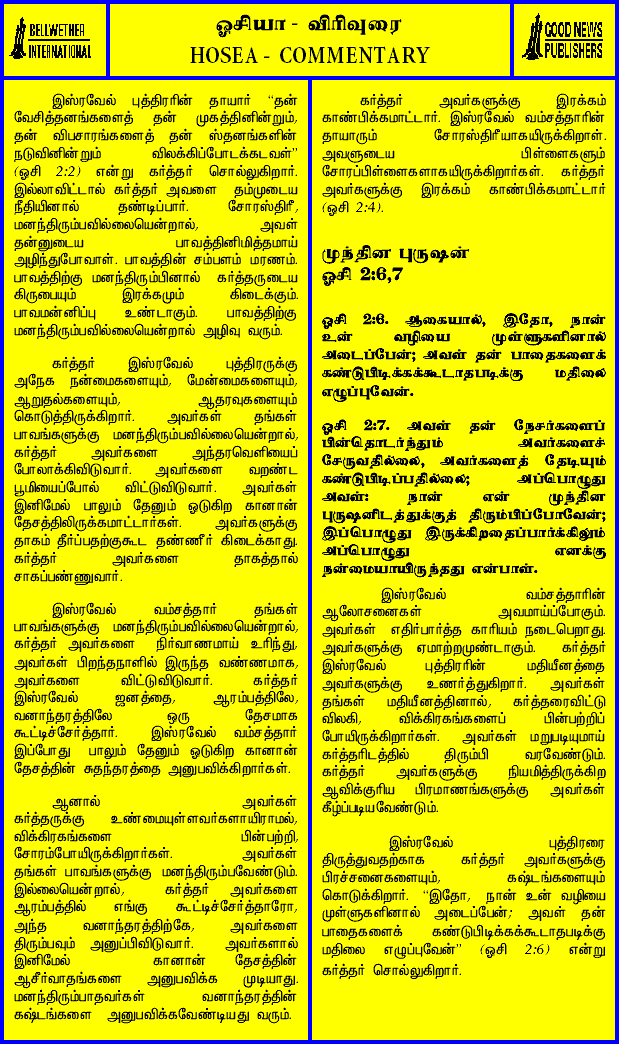 BELLWETHER
INTERNATIONAL
ஓசியா - விரிவுரை
HOSEA - COMMENTARY
GOOD NEWS
PUBLISHERS
இஸ்ரவேல் புத்திரரின் தாயார் “தன்
வேசித்தனங்களைத் தன் முகத்தினின்றும்,
தன் விபசாரங்களைத் தன் ஸ்தனங்களின்
நடுவினின்றும் விலக்கிப்போடக்கடவள்”
(ஓசி 2:2) என்று கர்த்தர் சொல்லுகிறார்.
இல்லாவிட்டால் கர்த்தர் அவளை தம்முடைய
நீதியினால் தண்டிப்பார். சோரஸ்திரீ,
மனந்திரும்பவில்லையென்றால், அவள்
தன்னுடைய பாவத்தினிமித்தமாய்
அழிந்துபோவாள். பாவத்தின் சம்பளம் மரணம்.
பாவத்திற்கு மனந்திரும்பினால் கர்த்தருடைய
கிருபையும் இரக்கமும் கிடைக்கும்.
பாவமன்னிப்பு உண்டாகும். பாவத்திற்கு
மனந்திரும்பவில்லையென்றால் அழிவு வரும்.
கர்த்தர் இஸ்ரவேல் புத்திரருக்கு
அநேக நன்மைகளையும், மேன்மைகளையும்,
ஆறுதல்களையும், ஆதரவுகளையும்
கொடுத்திருக்கிறார். அவர்கள் தங்கள்
பாவங்களுக்கு மனந்திரும்பவில்லையென்றால்,
கர்த்தர் அவர்களை அந்தரவெளியைப்
போலாக்கிவிடுவார். அவர்களை வறண்ட
பூமியைப்போல் விட்டுவிடுவார். அவர்கள்
இனிமேல் பாலும் தேனும் ஓடுகிற கானான்
தேசத்திலிருக்கமாட்டார்கள். அவர்களுக்கு
தாகம் தீர்ப்பதற்குகூட தண்ணீர் கிடைக்காது.
கர்த்தர் அவர்களை தாகத்தால்
சாகப்பண்ணுவார்.
இஸ்ரவேல் வம்சத்தார் தங்கள்
பாவங்களுக்கு மனந்திரும்பவில்லையென்றால்,
கர்த்தர் அவர்களை நிர்வாணமாய் உரிந்து,
அவர்கள் பிறந்தநாளில் இருந்த வண்ணமாக,
அவர்களை விட்டுவிடுவார். கர்த்தர்
இஸ்ரவேல் ஜனத்தை, ஆரம்பத்திலே,
வனாந்தரத்திலே ஒரு தேசமாக
கூட்டிச்சேர்த்தார். இஸ்ரவேல் வம்சத்தார்
இப்போது பாலும் தேனும் ஓடுகிற கானான்
தேசத்தின் சுதந்தரத்தை அனுபவிக்கிறார்கள்.
ஆனால் அவர்கள்
கர்த்தருக்கு உண்மையுள்ளவர்களாயிராமல்,
விக்கிரகங்களை பின்பற்றி,
சோரம்போயிருக்கிறார்கள். அவர்கள்
தங்கள் பாவங்களுக்கு மனந்திரும்பவேண்டும்.
இல்லையென்றால், கர்த்தர் அவர்களை
ஆரம்பத்தில் எங்கு கூட்டிச்சேர்த்தாரோ,
அந்த வனாந்தரத்திற்கே, அவர்களை
திரும்பவும் அனுப்பிவிடுவார். அவர்களால்
இனிமேல் கானான் தேசத்தின்
ஆசீர்வாதங்களை அனுபவிக்க முடியாது.
மனந்திரும்பாதவர்கள் வனாந்தரத்தின்
கஷ்டங்களை அனுபவிக்கவேண்டியது வரும்.
கர்த்தர் அவர்களுக்கு இரக்கம்
காண்பிக்கமாட்டார். இஸ்ரவேல் வம்சத்தாரின்
தாயாரும் சோரஸ்திரீயாகயிருக்கிறாள்.
அவளுடைய பிள்ளைகளும்
சோரப்பிள்ளைகளாகயிருக்கிறார்கள். கர்த்தர்
அவர்களுக்கு இரக்கம் காண்பிக்கமாட்டார்
(ஓசி 2:4).
முந்தின புருஷன்
ஓசி 2:6,7
ஓசி 2:6. ஆகையால், இதோ, நான்
உன் வழியை முள்ளுகளினால்
அடைப்பேன்; அவள் தன் பாதைகளைக்
கண்டுபிடிக்கக்கூடாதபடிக்கு மதிலை
எழுப்புவேன்.
ஓசி 2:7. அவள் தன் நேசர்களைப்
பின்தொடர்ந்தும் அவர்களைச்
சேருவதில்லை, அவர்களைத் தேடியும்
கண்டுபிடிப்பதில்லை; அப்பொழுது
அவள்: நான் என் முந்தின
புருஷனிடத்துக்குத் திரும்பிப்போவேன்;
இப்பொழுது இருக்கிறதைப்பார்க்கிலும்
அப்பொழுது எனக்கு
நன்மையாயிருந்தது என்பாள்.
இஸ்ரவேல் வம்சத்தாரின்
ஆலோசனைகள் அவமாய்ப்போகும்.
அவர்கள் எதிர்பார்த்த காரியம் நடைபெறாது.
அவர்களுக்கு ஏமாற்றமுண்டாகும். கர்த்தர்
இஸ்ரவேல் புத்திரரின் மதியீனத்தை
அவர்களுக்கு உணர்த்துகிறார். அவர்கள்
தங்கள் மதியீனத்தினால், கர்த்தரைவிட்டு
விலகி, விக்கிரகங்களைப் பின்பற்றிப்
போயிருக்கிறார்கள். அவர்கள் மறுபடியுமாய்
கர்த்தரிடத்தில் திரும்பி வரவேண்டும்.
கர்த்தர் அவர்களுக்கு நியமித்திருக்கிற
ஆவிக்குரிய பிரமாணங்களுக்கு அவர்கள்
கீழ்ப்படியவேண்டும்.
இஸ்ரவேல் புத்திரரை
திருத்துவதற்காக கர்த்தர் அவர்களுக்கு
பிரச்சனைகளையும், கஷ்டங்களையும்
கொடுக்கிறார். “இதோ, நான் உன் வழியை
முள்ளுகளினால் அடைப்பேன்; அவள் தன்
பாதைகளைக் கண்டுபிடிக்கக்கூடாதபடிக்கு
மதிலை எழுப்புவேன்” (ஓசி 2:6) என்று
கர்த்தர் சொல்லுகிறார்.